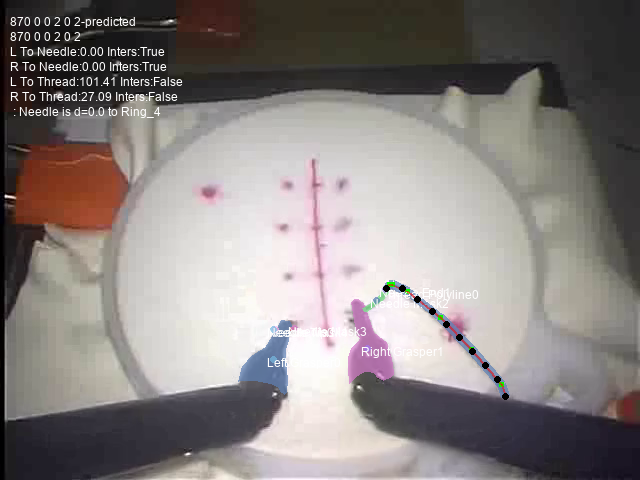 870 0 0 2 0 2-predicted
870 0 0 2 0 2
L To Needle:0.00 Inters:True
R To Needle:0.00 Inters:True
L To Thread:101.41 Inters:False
R To Thread:27.09 Inters:False
: Needle is d=0.0 to Ring_4
Right Grasper1